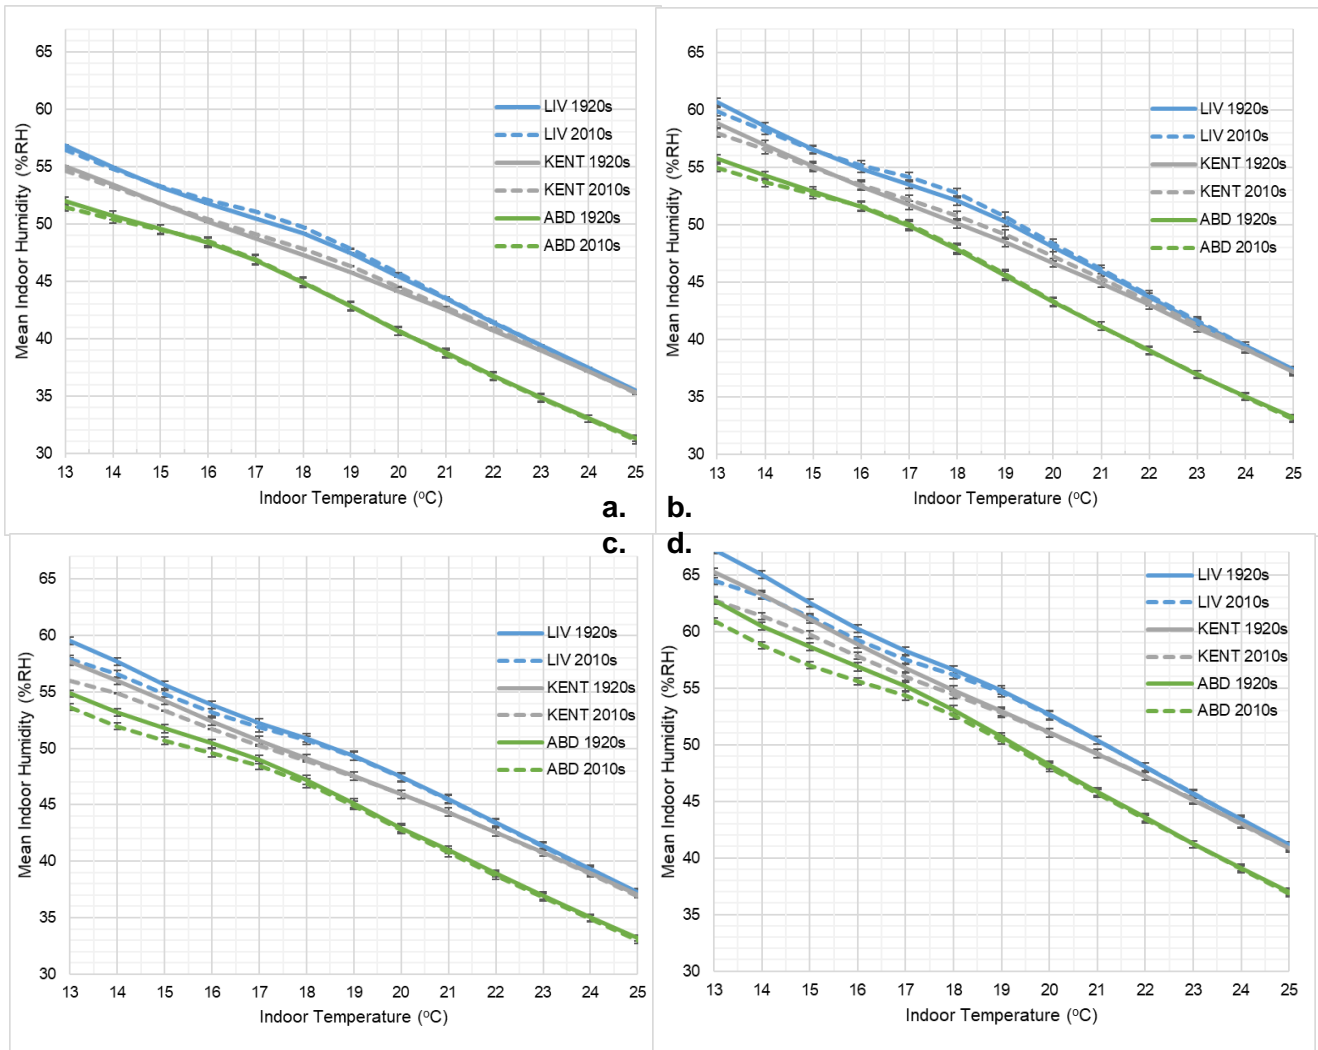 65
60
55
50
45
40
35
30
Mean Indoor Humidity (%RH)
LIV 1920s
LIV 2010s
KENT 1920s
KENT 2010s
ABD 1920s
ABD 2010s
13 14 15 16 17 18 19 20 21 22 23 24 25
Indoor Temperature (oC)
a.
65
60
55
50
45
40
35
30
Mean Indoor Humidity (%RH)
LIV 1920s
LIV 2010s
KENT 1920s
KENT 2010s
ABD 1920s
ABD 2010s
13 14 15 16 17 18 19 20 21 22 23 24 25
Indoor Temperature (oC)
b.
c.
65
60
55
50
45
40
35
30
Mean Indoor Humidity (%RH)
LIV 1920s
LIV 2010s
KENT 1920s
KENT 2010s
ABD 1920s
ABD 2010s
13 14 15 16 17 18 19 20 21 22 23 24 25
Indoor Temperature (oC)
d.
65
60
55
50
45
40
35
30
Mean Indoor Humidity (%RH)
LIV 1920s
LIV 2010s
KENT 1920s
KENT 2010s
ABD 1920s
ABD 2010s
13 14 15 16 17 18 19 20 21 22 23 24 25
Indoor Temperature (oC)